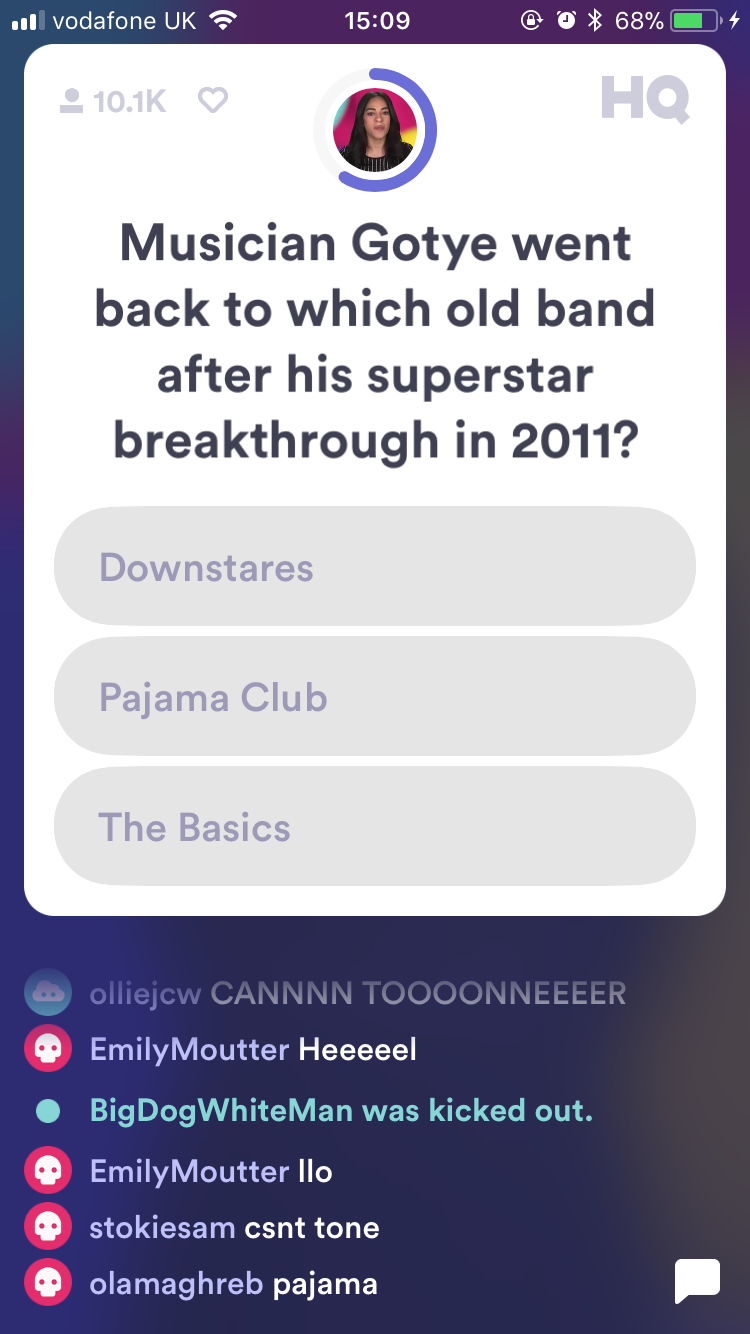 vodafone UK 15:09 68%
10.1K HQ
Musician Gotye went
back to which old band
after his superstar
breakthrough in 2011?
Downstares
Pajama Club
The Basics
olliejcw CANNNN TOOOONNEEEER
EmilyMoutter Heeeeel
BigDogWhiteMan was kicked out.
EmilyMoutter llo
stokiesam csnt tone
olamaghreb pajama